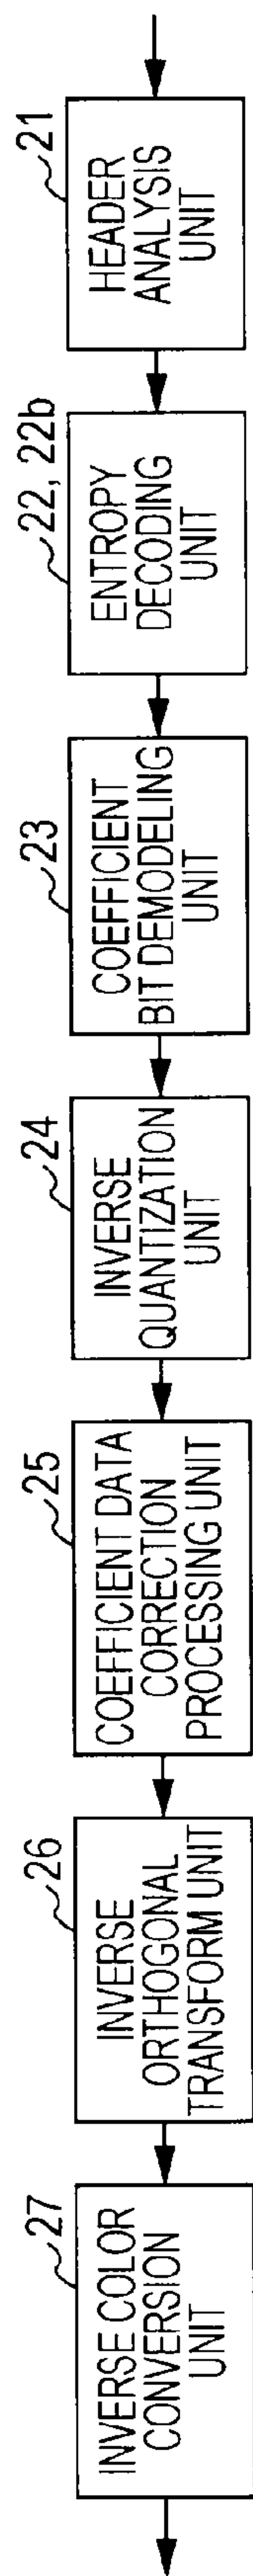 21
HEADER
ANALYSIS
UNIT
22, 22b
ENTROPY
DECODING
UNIT
23
COEFFICIENT
BIT DEMODELING
UNIT
24
INVERSE
QUANTIZATION
UNIT
25
COEFFICIENT DATA
CORRECTION
PROCESSING UNIT
26
INVERSE
ORTHOGONAL
TRANSFORM UNIT
27
INVERSE COLOR
CONVERSION
UNIT